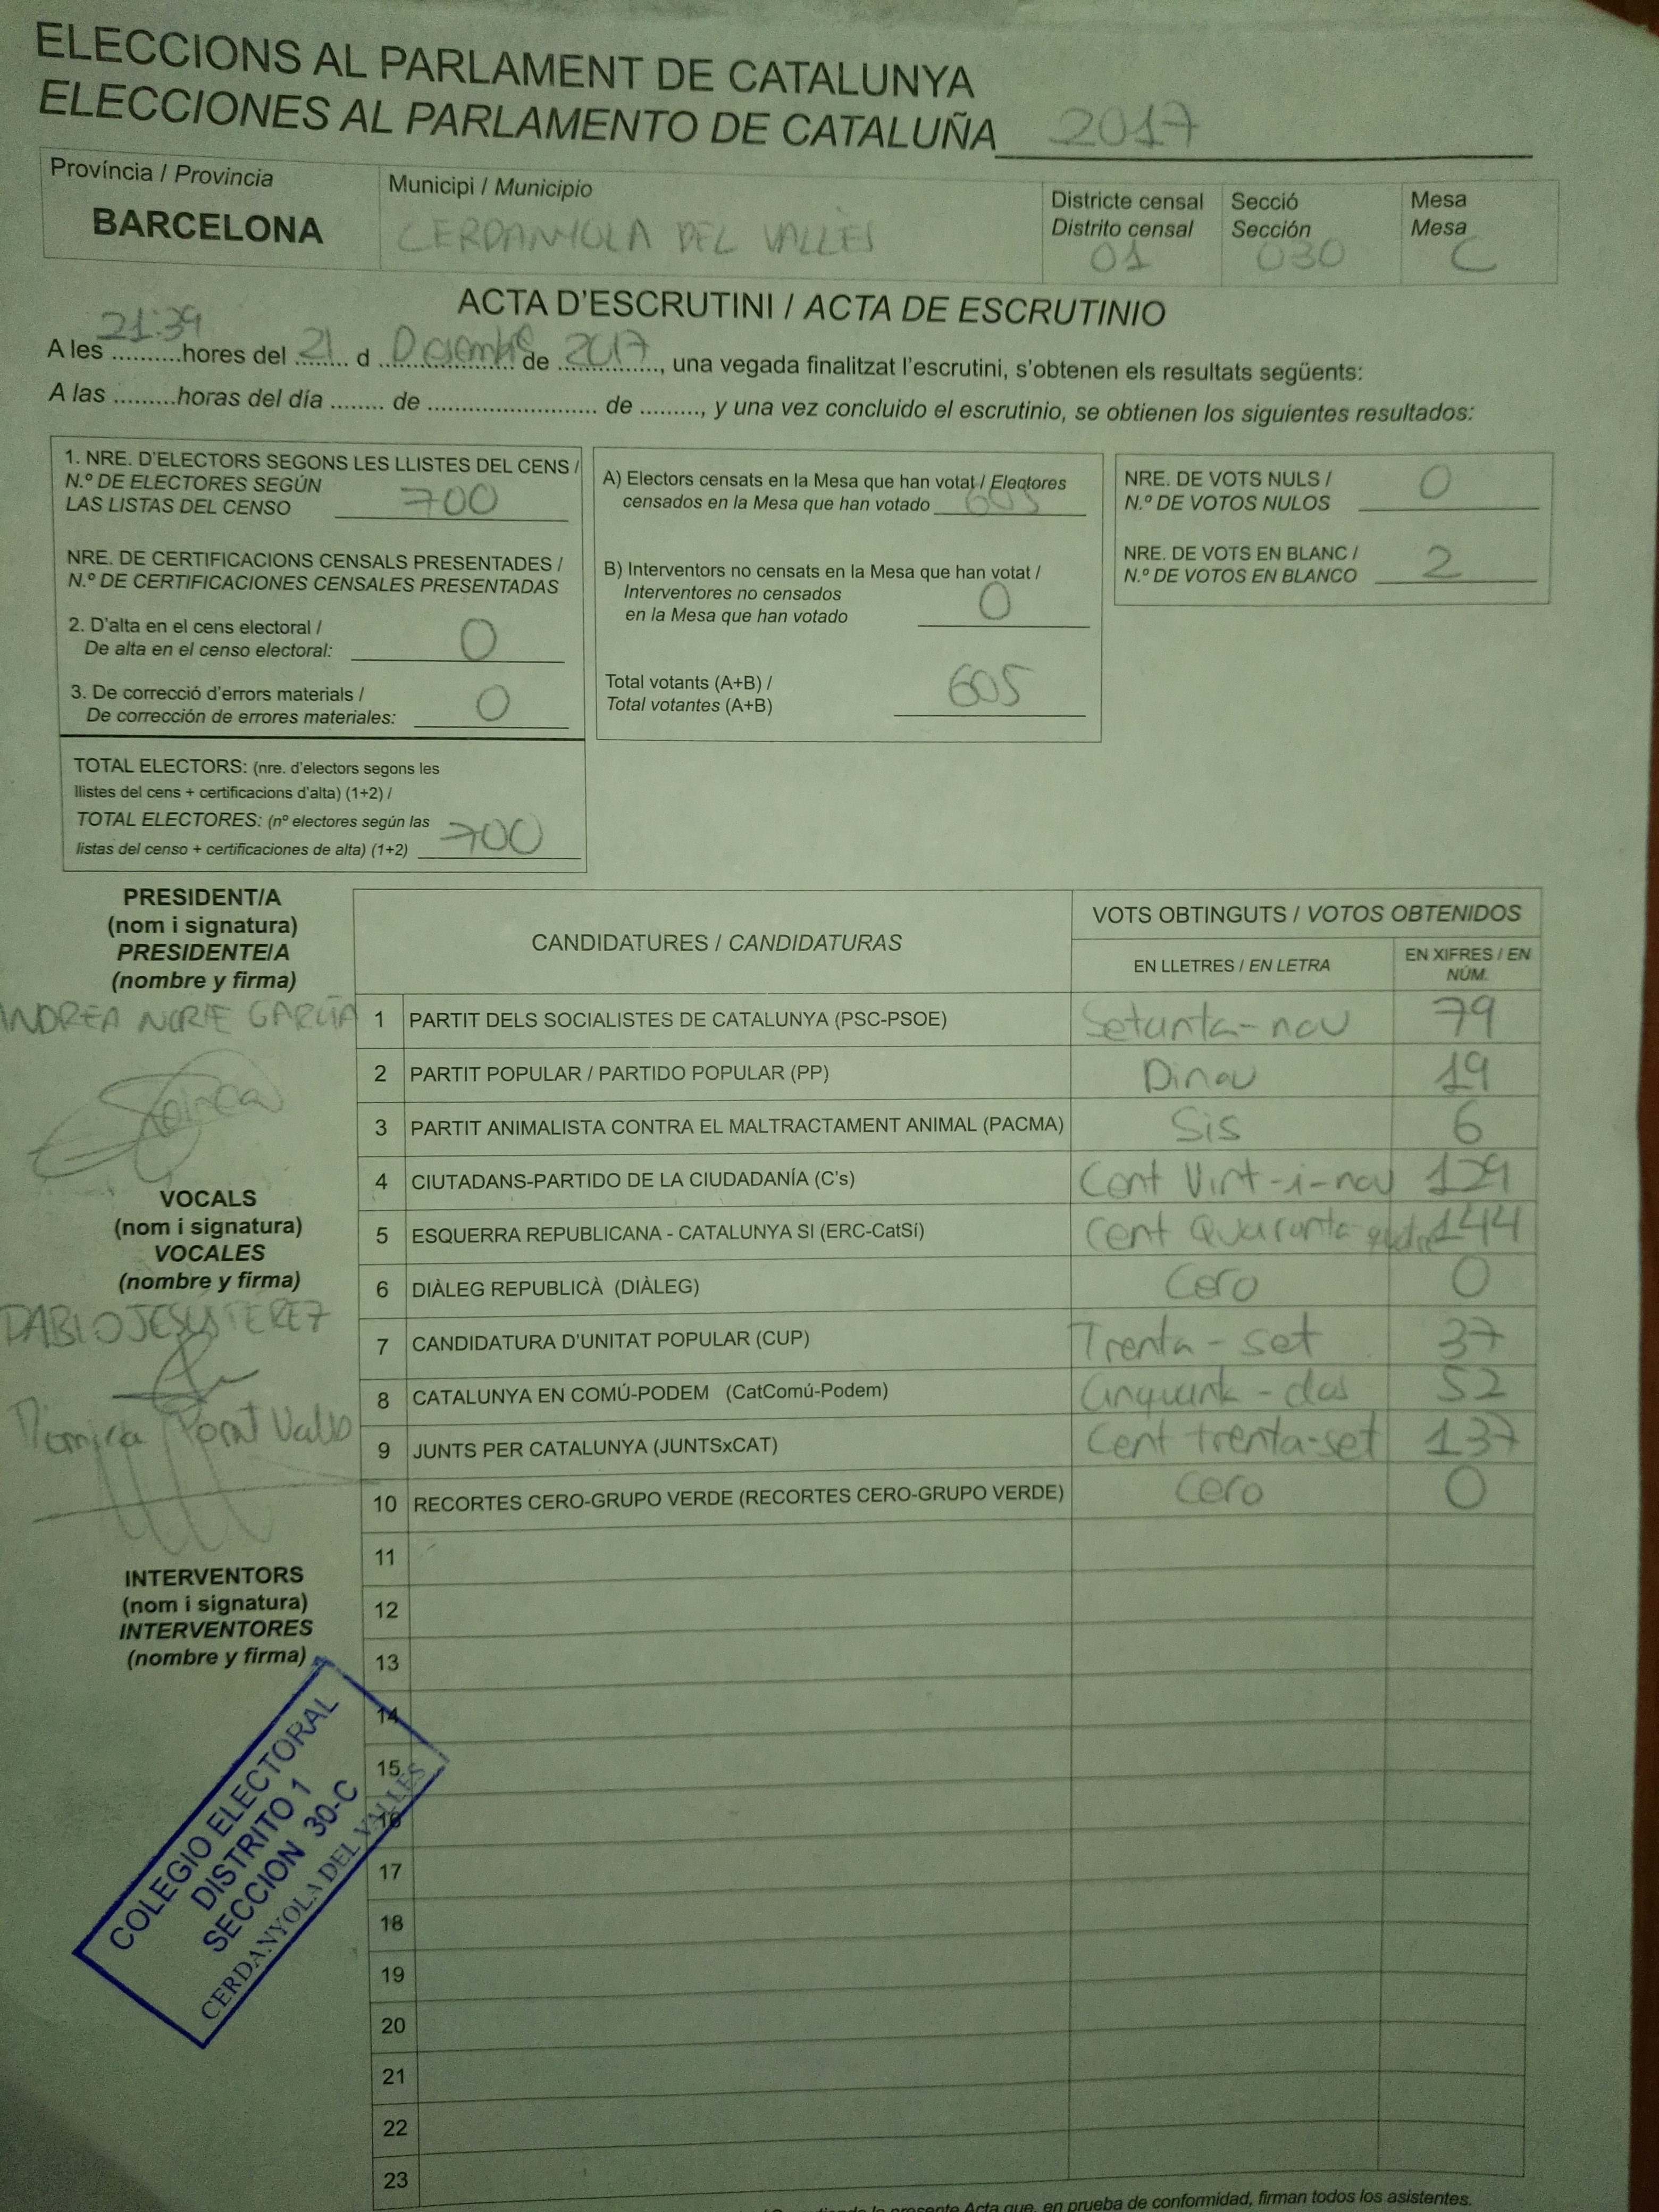 ELECCIONS AL PARLAMENT DE CATALUNYA
ELECCIONES AL PARLAMENTO DE CATALUÑA 2017
Província / Provincia
BARCELONA
Municipi / Municipio
CERDANYOLA DEL VALLÈS
Districte censal
Distrito censal
01
Secció
Sección
030
Mesa
Mesa
C
ACTA D'ESCRUTINI / ACTA DE ESCRUTINIO
21:39
A les ..........hores del 21 d Desembre de 2017, una vegada finalitzat l'escrutini, s'obtenen els resultats següents:
A las .........horas del día ........ de ......................... de ........., y una vez concluido el escrutinio, se obtienen los siguientes resultados:
1. NRE. D'ELECTORS SEGONS LES LLISTES DEL CENS /
N.º DE ELECTORES SEGÚN
LAS LISTAS DEL CENSO 700
NRE. DE CERTIFICACIONS CENSALS PRESENTADES /
N.º DE CERTIFICACIONES CENSALES PRESENTADAS
2. D'alta en el cens electoral /
De alta en el censo electoral: 0
3. De correcció d'errors materials /
De corrección de errores materiales: 0
TOTAL ELECTORS: (nre. d'electors segons les
llistes del cens + certificacions d'alta) (1+2) /
TOTAL ELECTORES: (nº electores según las
listas del censo + certificaciones de alta) (1+2) 700
A) Electors censats en la Mesa que han votat / Electores
censados en la Mesa que han votado 605
B) Interventors no censats en la Mesa que han votat /
Interventores no censados
en la Mesa que han votado 0
Total votants (A+B) /
Total votantes (A+B) 605
NRE. DE VOTS NULS /
N.º DE VOTOS NULOS 0
NRE. DE VOTS EN BLANC /
N.º DE VOTOS EN BLANCO 2
PRESIDENT/A
(nom i signatura)
PRESIDENTE/A
(nombre y firma)
ANDREA GARCÍA
VOCALS
(nom i signatura)
VOCALES
(nombre y firma)
PABLO JESÚS PÉREZ
Mònica Pont
INTERVENTORS
(nom i signatura)
INTERVENTORES
(nombre y firma)
CANDIDATURES / CANDIDATURAS
VOTS OBTINGUTS / VOTOS OBTENIDOS
EN LLETRES / EN LETRA
EN XIFRES / EN
NÚM.
1 PARTIT DELS SOCIALISTES DE CATALUNYA (PSC-PSOE) Setanta-nou 79
2 PARTIT POPULAR / PARTIDO POPULAR (PP) Dinou 19
3 PARTIT ANIMALISTA CONTRA EL MALTRACTAMENT ANIMAL (PACMA) Sis 6
4 CIUTADANS-PARTIDO DE LA CIUDADANÍA (C's) Cent Vint-i-nou 129
5 ESQUERRA REPUBLICANA - CATALUNYA SI (ERC-CatSí) Cent Quaranta-quatre 144
6 DIÀLEG REPUBLICÀ (DIÀLEG) Cero 0
7 CANDIDATURA D'UNITAT POPULAR (CUP) Trenta-set 37
8 CATALUNYA EN COMÚ-PODEM (CatComú-Podem) Cinquanta-dos 52
9 JUNTS PER CATALUNYA (JUNTSxCAT) Cent trenta-set 137
10 RECORTES CERO-GRUPO VERDE (RECORTES CERO-GRUPO VERDE) Cero 0
11
12
13
14
15
16
17
18
19
20
21
22
23
COLEGIO ELECTORAL
DISTRITO 1
SECCION 30-C
CERDANYOLA DEL VALLES
la presente Acta que, en prueba de conformidad, firman todos los asistentes.